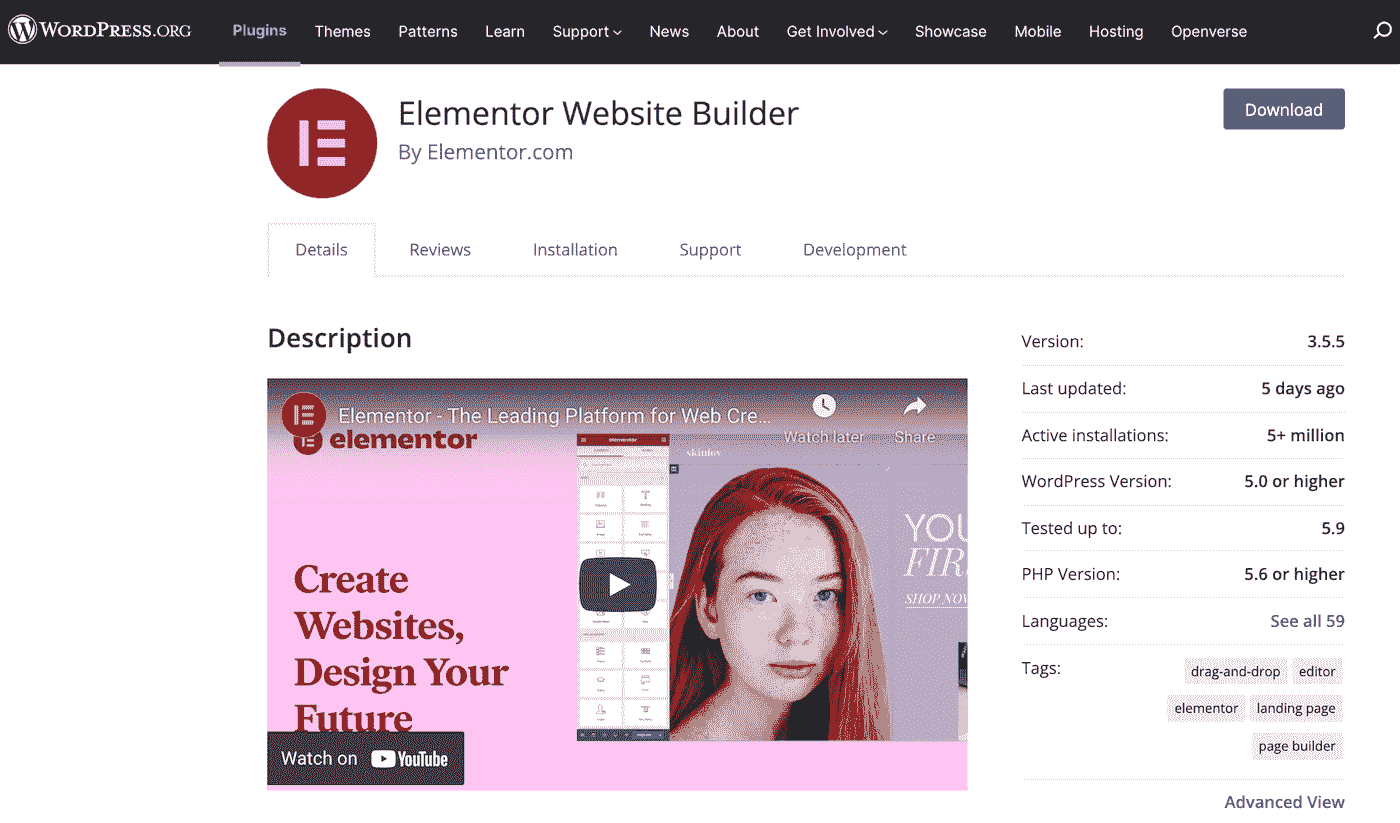 WORDPRESS.ORG
Plugins
Themes
Patterns
Learn
Support
News
About
Get Involved
Showcase
Mobile
Hosting
Openverse
Elementor Website Builder
By Elementor.com
Download
Details
Reviews
Installation
Support
Development
Description
Elementor - The Leading Platform for Web Cre...
Watch later
Share
elementor
Create
Websites,
Design Your
Future
YOU
FIR
SHOP NOW
Watch on YouTube
Version: 3.5.5
Last updated: 5 days ago
Active installations: 5+ million
WordPress Version: 5.0 or higher
Tested up to: 5.9
PHP Version: 5.6 or higher
Languages: See all 59
Tags: drag-and-drop editor
elementor landing page
page builder
Advanced View